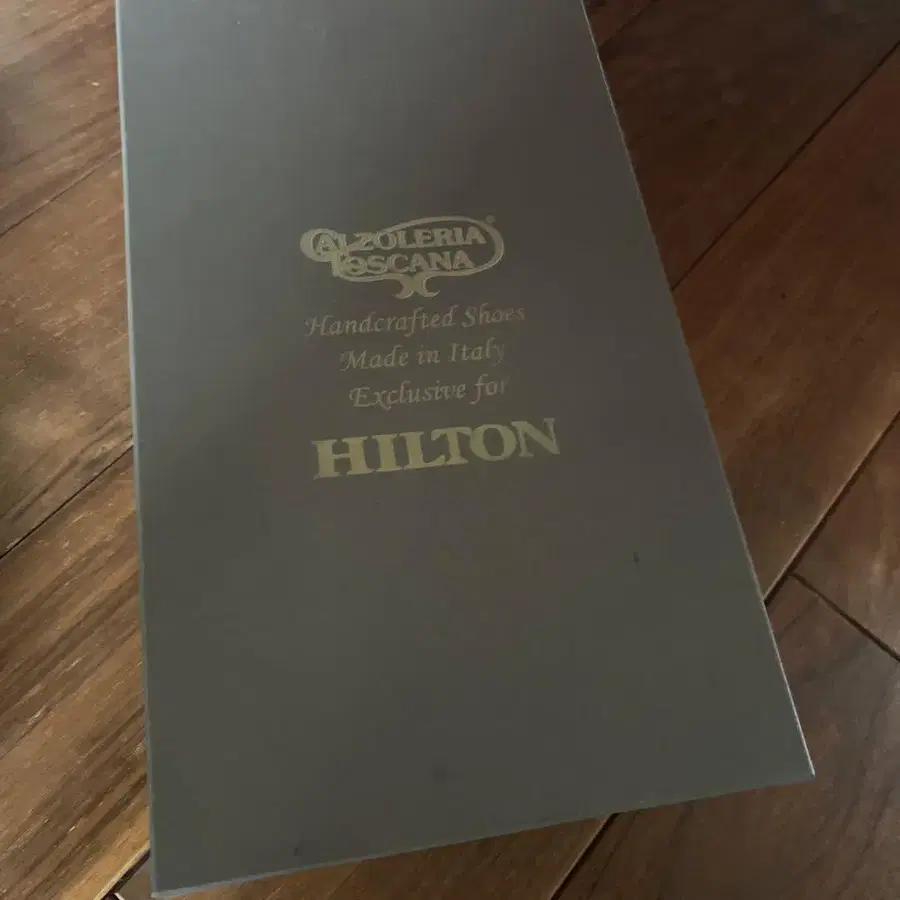 CALZOLERIA®
TOSCANA
Handcrafted Shoes
Made in Italy
Exclusive for
HILTON